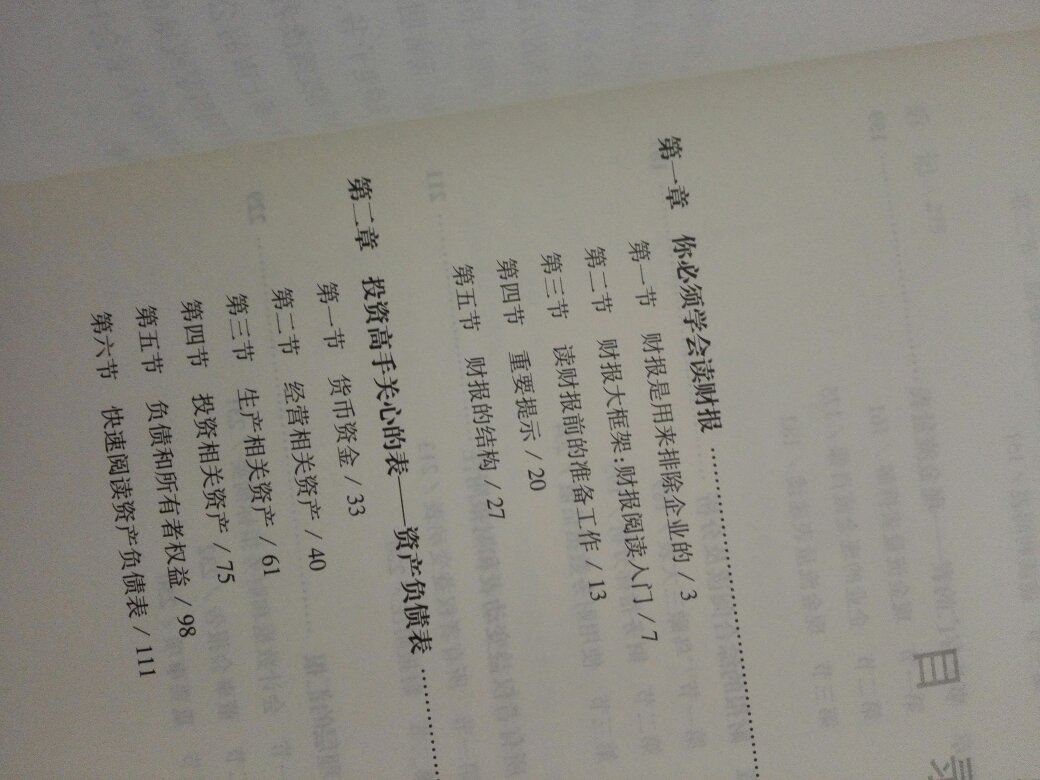 目录
第一章 你必须学会读财报…………………
第一节 财报是用来排除企业的 / 3
第二节 财报大框架:财报阅读入门 / 7
第三节 读财报前的准备工作 / 13
第四节 重要提示 / 20
第五节 财报的结构 / 27
第二章 投资高手关心的表——资产负债表…………
第一节 货币资金 / 33
第二节 经营相关资产 / 40
第三节 生产相关资产 / 61
第四节 投资相关资产 / 75
第五节 负债和所有者权益 / 98
第六节 快速阅读资产负债表 / 111